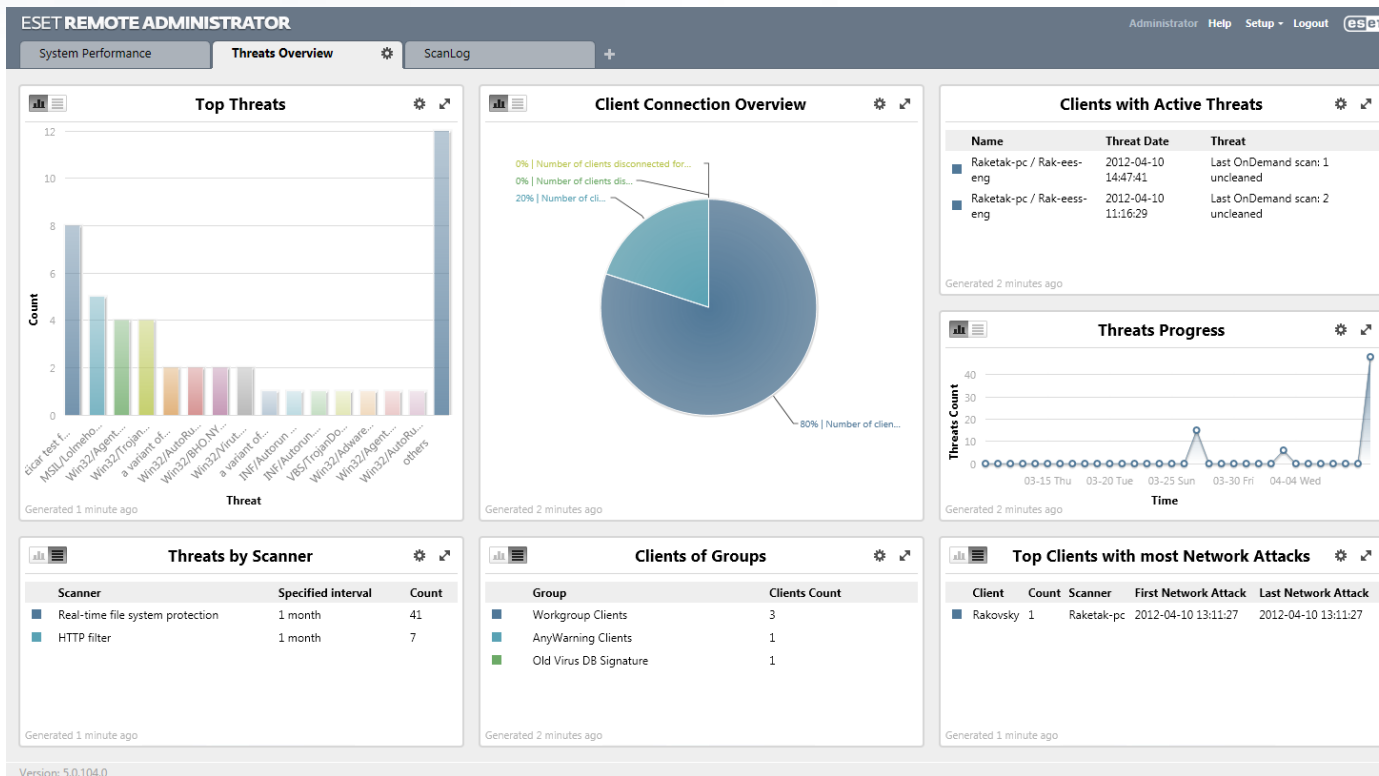 ESET REMOTE ADMINISTRATOR
Administrator Help Setup Logout eset
System Performance
Threats Overview
ScanLog
Top Threats
12
10
8
6
4
2
0
Count
eicar test f...
MSIL/Lolmeho...
Win32/Agent....
Win32/Trojan...
a variant of...
Win32/AutoRu...
Win32/BHO.NY...
Win32/Virut....
a variant of...
INF/Autorun ...
INF/Autorun....
VBS/TrojanDo...
Win32/Adware...
Win32/Agent....
Win32/AutoRu...
others
Threat
Generated 1 minute ago
Client Connection Overview
0% | Number of clients disconnected for...
0% | Number of clients dis...
20% | Number of cli...
80% | Number of clien...
Generated 2 minutes ago
Clients with Active Threats
Name Threat Date Threat
Raketak-pc / Rak-ees- 2012-04-10 Last OnDemand scan: 1
eng 14:47:41 uncleaned
Raketak-pc / Rak-eess- 2012-04-10 Last OnDemand scan: 2
eng 11:16:29 uncleaned
Generated 2 minutes ago
Threats Progress
40
30
20
10
0
Threats Count
03-15 Thu 03-20 Tue 03-25 Sun 03-30 Fri 04-04 Wed
Time
Generated 2 minutes ago
Threats by Scanner
Scanner Specified interval Count
Real-time file system protection 1 month 41
HTTP filter 1 month 7
Generated 1 minute ago
Clients of Groups
Group Clients Count
Workgroup Clients 3
AnyWarning Clients 1
Old Virus DB Signature 1
Generated 2 minutes ago
Top Clients with most Network Attacks
Client Count Scanner First Network Attack Last Network Attack
Rakovsky 1 Raketak-pc 2012-04-10 13:11:27 2012-04-10 13:11:27
Generated 1 minute ago
Version: 5.0.104.0